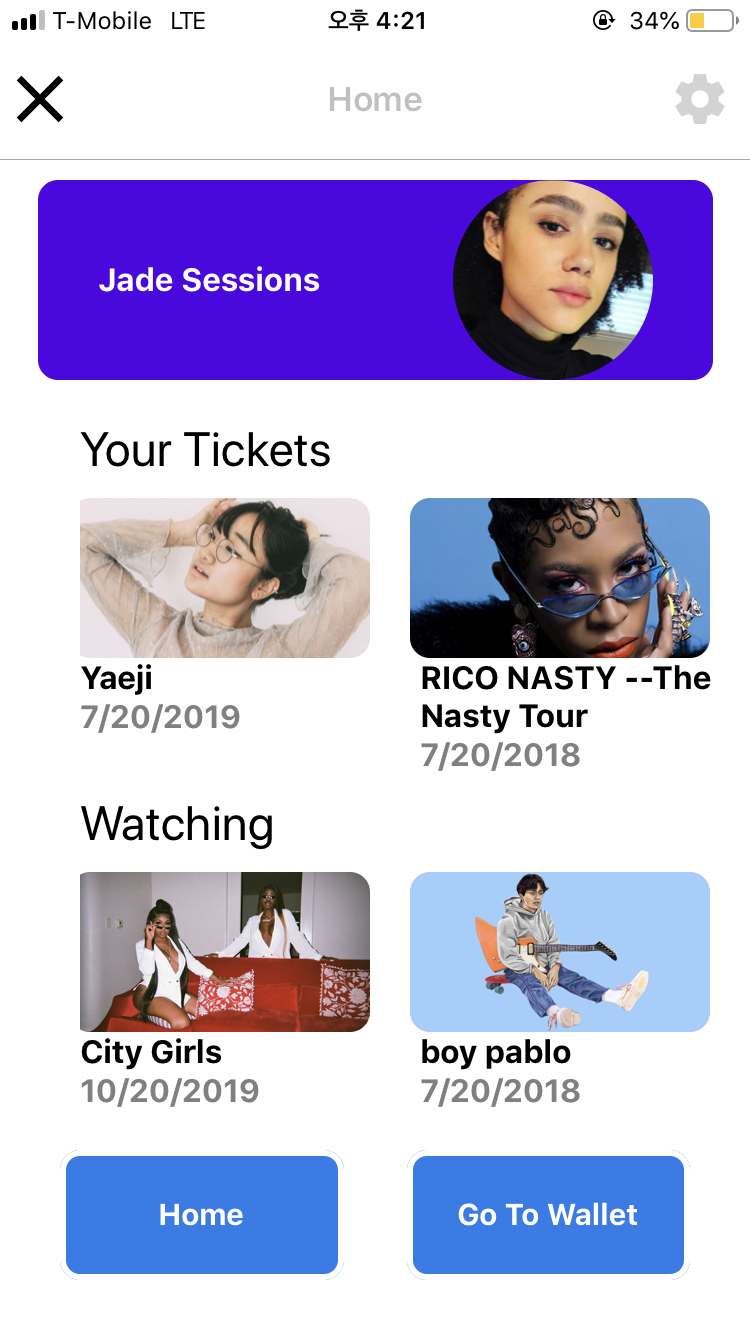 T-Mobile LTE 오후 4:21 34%
Home
Jade Sessions
Your Tickets
Yaeji
7/20/2019
RICO NASTY --The
Nasty Tour
7/20/2018
Watching
City Girls
10/20/2019
boy pablo
7/20/2018
Home
Go To Wallet